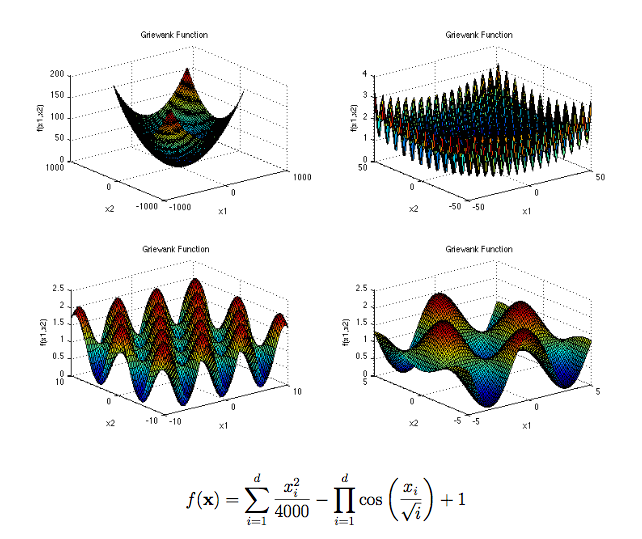 Griewank Function
200
150
100
50
0
f(x1,x2)
1000
0
-1000
x2
-1000
0
1000
x1
Griewank Function
4
3
2
1
0
f(x1,x2)
50
0
-50
x2
-50
0
50
x1
Griewank Function
2.5
2
1.5
1
0.5
0
f(x1,x2)
10
0
-10
x2
-10
0
10
x1
Griewank Function
2.5
2
1.5
1
0.5
0
f(x1,x2)
5
0
-5
x2
-5
0
5
x1
f(𝐱) = ∑_{i=1}^{d} x_i^2/4000 − ∏_{i=1}^{d} cos(x_i/√i) + 1